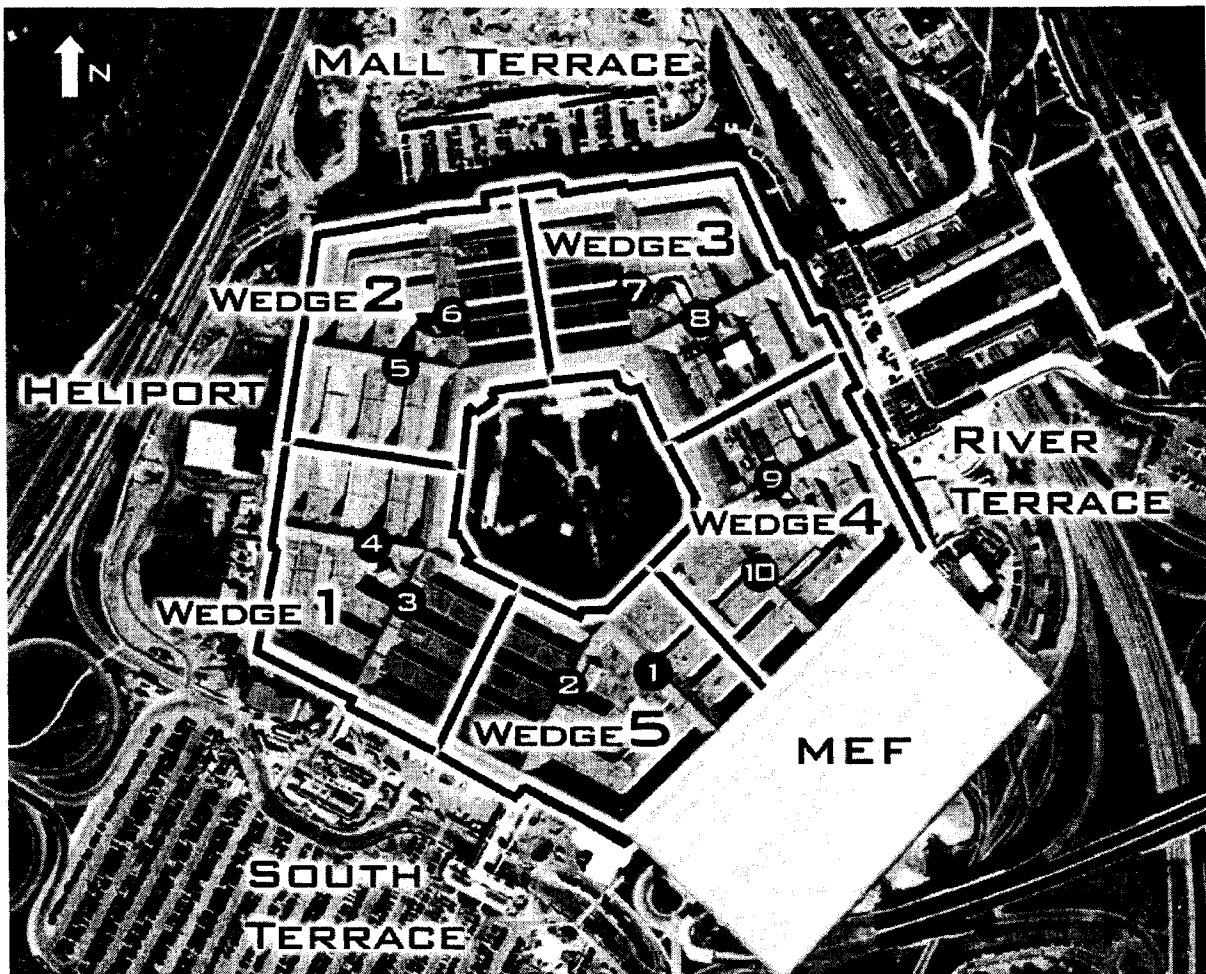 N
MALL TERRACE
WEDGE 3
WEDGE 2
7
6
8
5
HELIPORT
RIVER
TERRACE
9
WEDGE 4
4
10
3
WEDGE 1
2
1
WEDGE 5
MEF
SOUTH
TERRACE